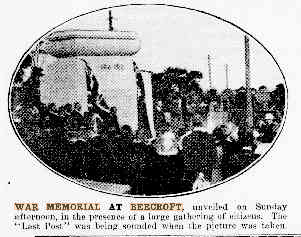 WAR MEMORIAL AT BEECROFT, unveiled on Sunday
afternoon, in the presence of a large gathering of citizens. The
"Last Post" was being sounded when the picture was taken